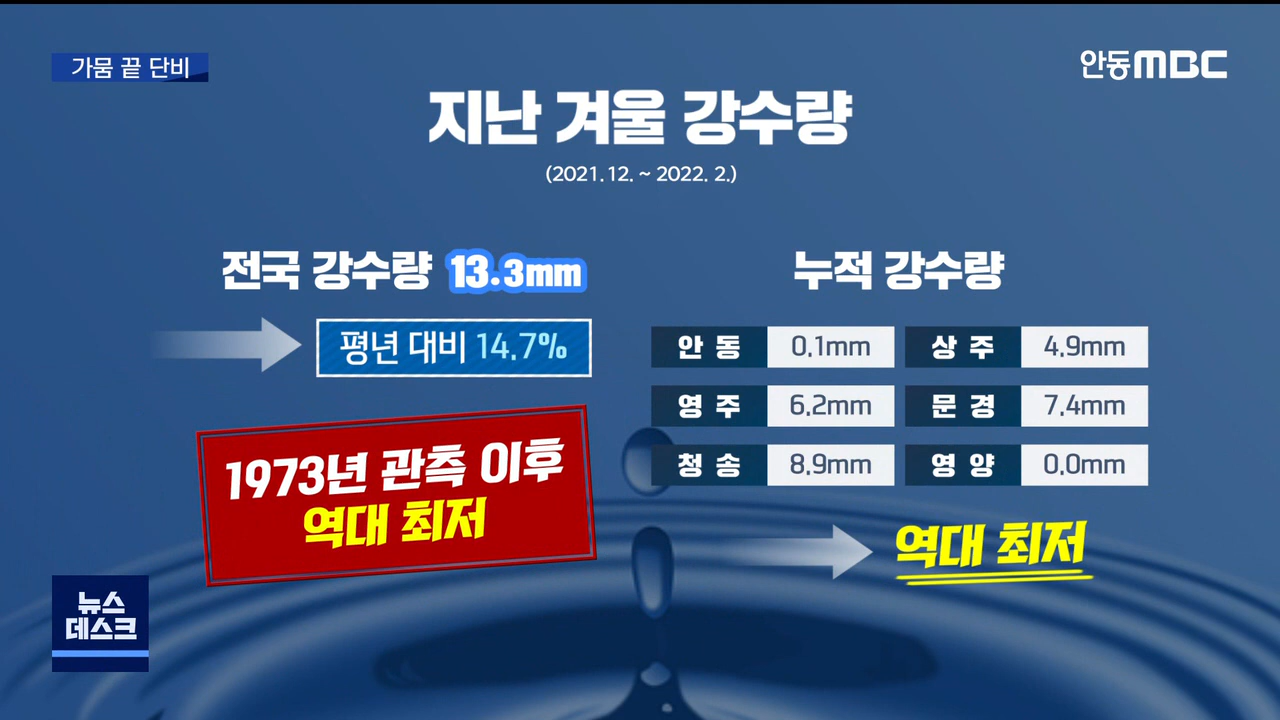 가뭄 끝 단비
안동MBC
지난 겨울 강수량
(2021.12. ~ 2022. 2.)
전국 강수량 13.3mm
평년 대비 14.7%
1973년 관측 이후
역대 최저
누적 강수량
안동 0.1mm 상주 4.9mm
영주 6.2mm 문경 7.4mm
청송 8.9mm 영양 0.0mm
역대 최저
뉴스
데스크